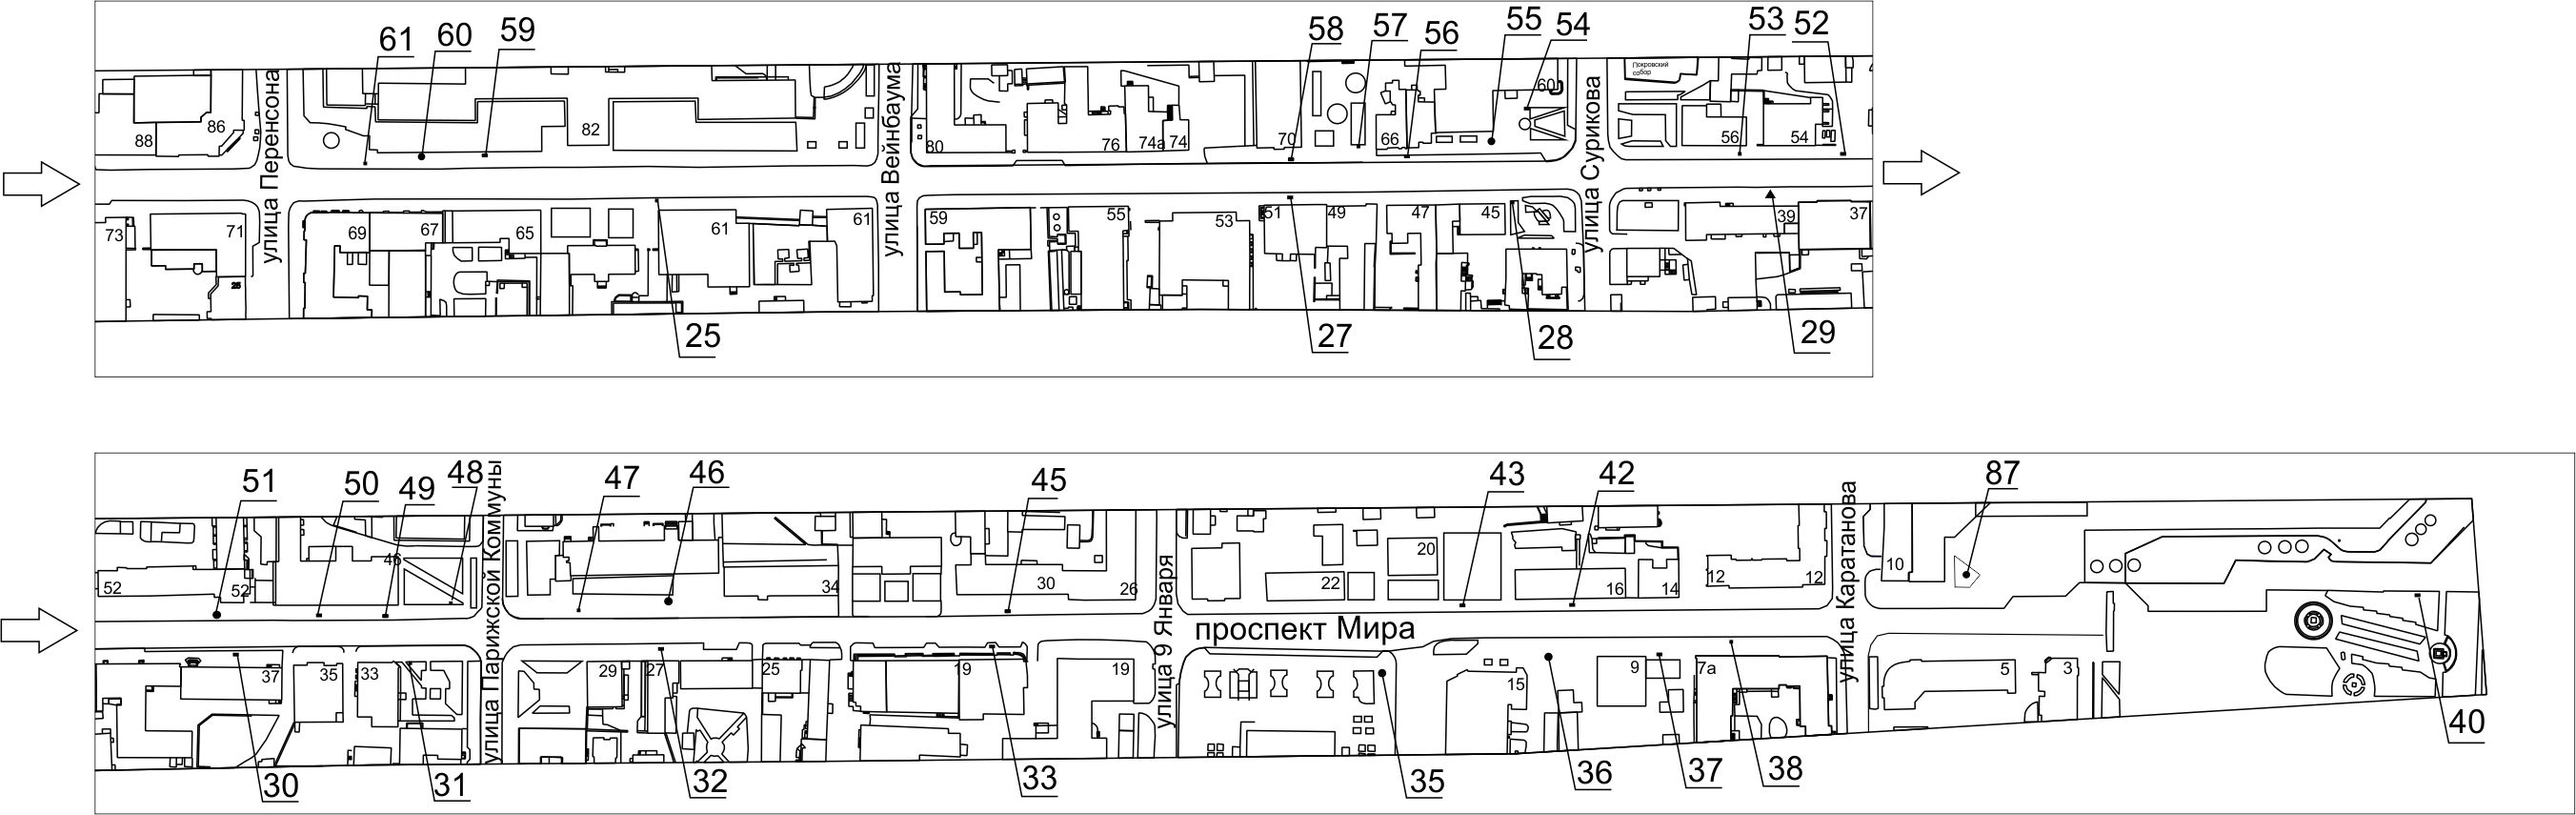 61 60 59 58 57 56 55 54 53 52
улица Перенсона
улица Вейнбаума
улица Сурикова
Покровский
собор
88 86 82 80 76 74а 74 70 66 60 56 54
73 71 69 67 65 61 61 59 55 53 51 49 47 45 39 37
25
25 27 28 29
51 50 49 48 47 46 45 43 42 87
улица Парижской Коммуны
улица 9 Января
улица Каратанова
52 52 46 34 30 26 22 20 16 14 12 12 10
проспект Мира
37 35 33 29 27 25 19 19 15 9 7а 5 3
30 31 32 33 35 36 37 38 40